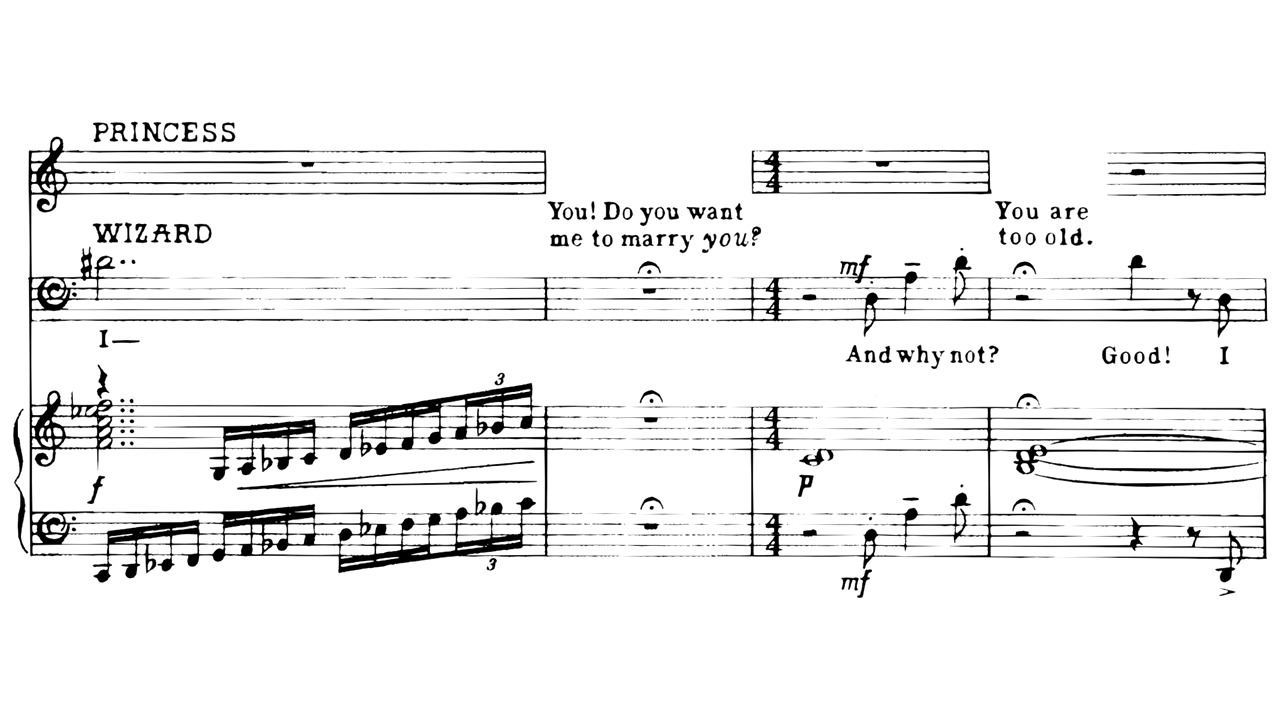 PRINCESS
You! Do you want
me to marry you?
You are
too old.
WIZARD
mf
I—
And why not?
Good! I
3
f
p
3
mf